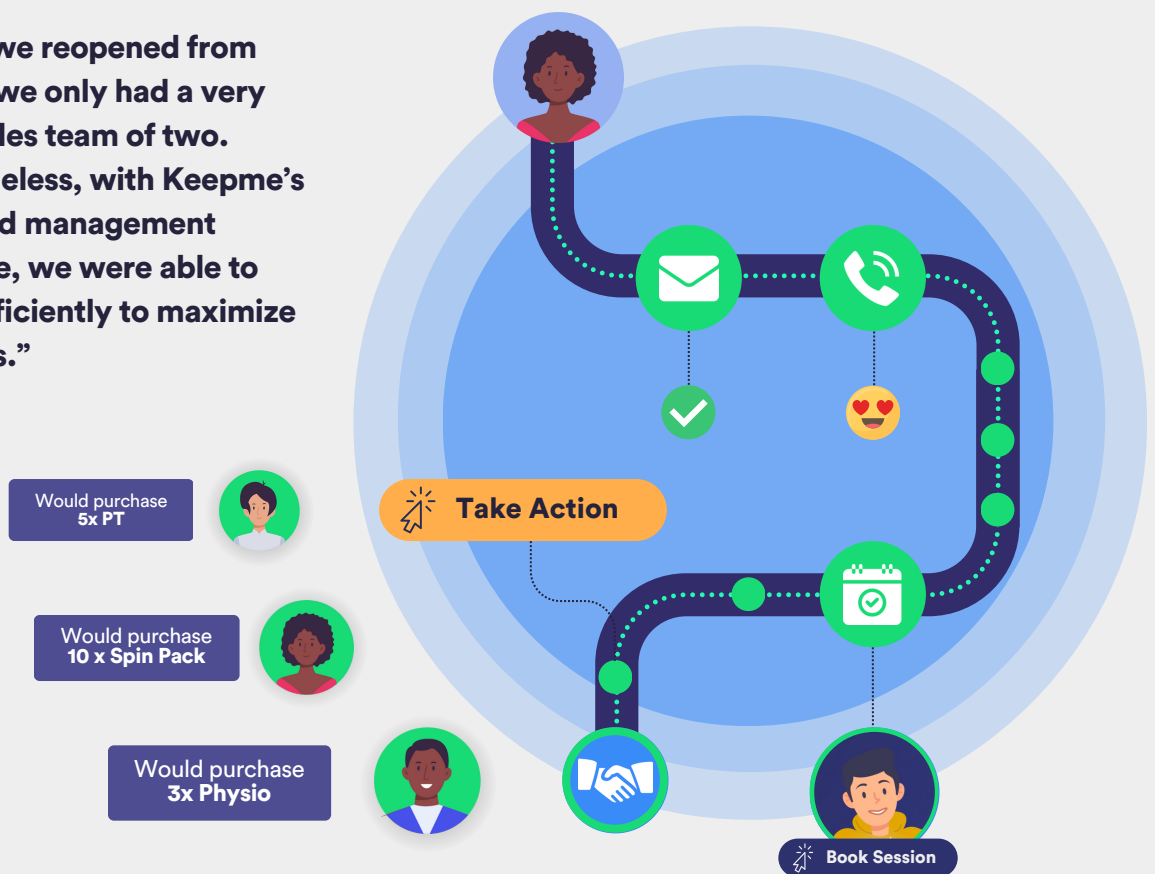 we reopened from
we only had a very
les team of two.
eless, with Keepme’s
d management
e, we were able to
ficiently to maximize
s.”
Would purchase
5x PT
Take Action
Would purchase
10 x Spin Pack
Would purchase
3x Physio
Book Session